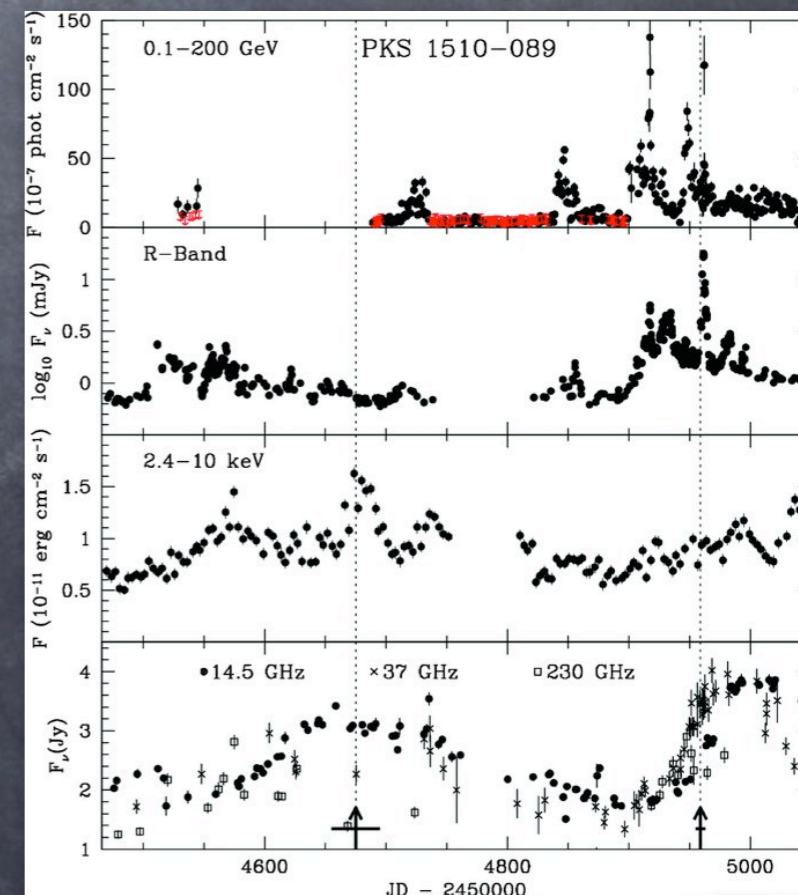 0.1−200 GeV PKS 1510−089
F (10⁻⁷ phot cm⁻² s⁻¹)
150
100
50
0
R−Band
log₁₀ Fᵥ (mJy)
1
0.5
0
2.4−10 keV
F (10⁻¹¹ erg cm⁻² s⁻¹)
1.5
1
0.5
14.5 GHz 37 GHz 230 GHz
Fᵥ(Jy)
4
3
2
1
4600 4800 5000
JD − 2450000